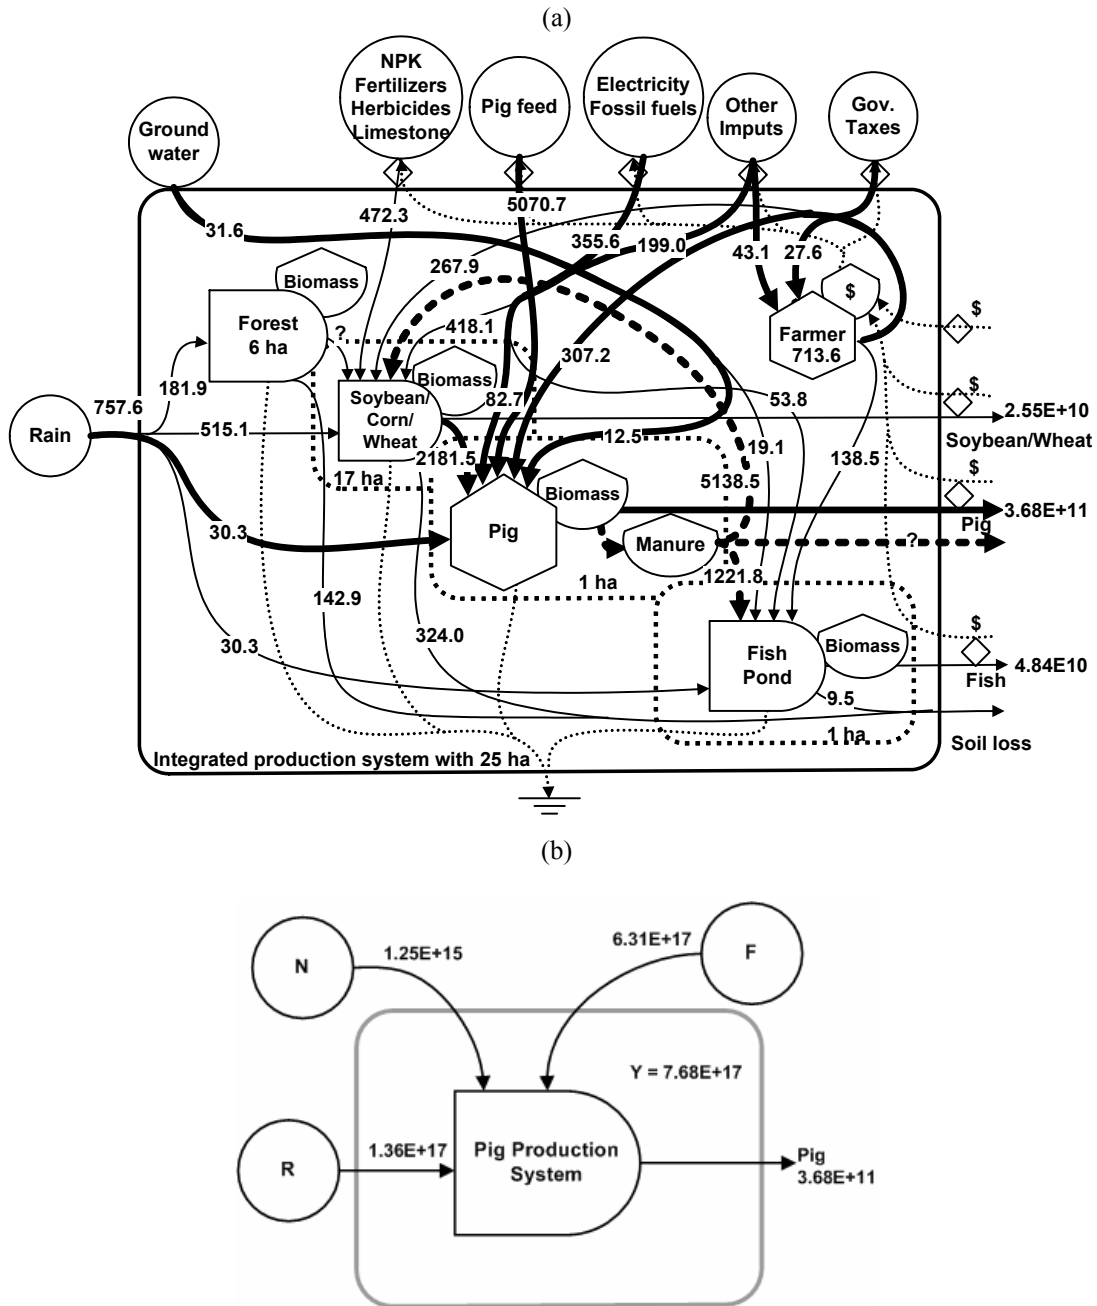 (a)
NPK
Fertilizers
Herbicides
Limestone
Pig feed
Electricity
Fossil fuels
Other
Imputs
Gov.
Taxes
Ground
water
472.3
5070.7
31.6
355.6
199.0
43.1
27.6
267.9
Biomass
$
$
Forest
6 ha
?
418.1
Farmer
713.6
307.2
181.9
Biomass
Soybean/
Corn/
Wheat
82.7
53.8
$
757.6
Rain
515.1
2.55E+10
Soybean/Wheat
12.5
19.1
138.5
2181.5
17 ha
5138.5
$
Biomass
3.68E+11
Pig
Pig
30.3
Manure
?
1 ha
1221.8
142.9
324.0
30.3
$
Fish
Pond
Biomass
4.84E10
Fish
9.5
1 ha
Soil loss
Integrated production system with 25 ha
(b)
N
1.25E+15
6.31E+17
F
Y = 7.68E+17
R
1.36E+17
Pig Production
System
Pig
3.68E+11